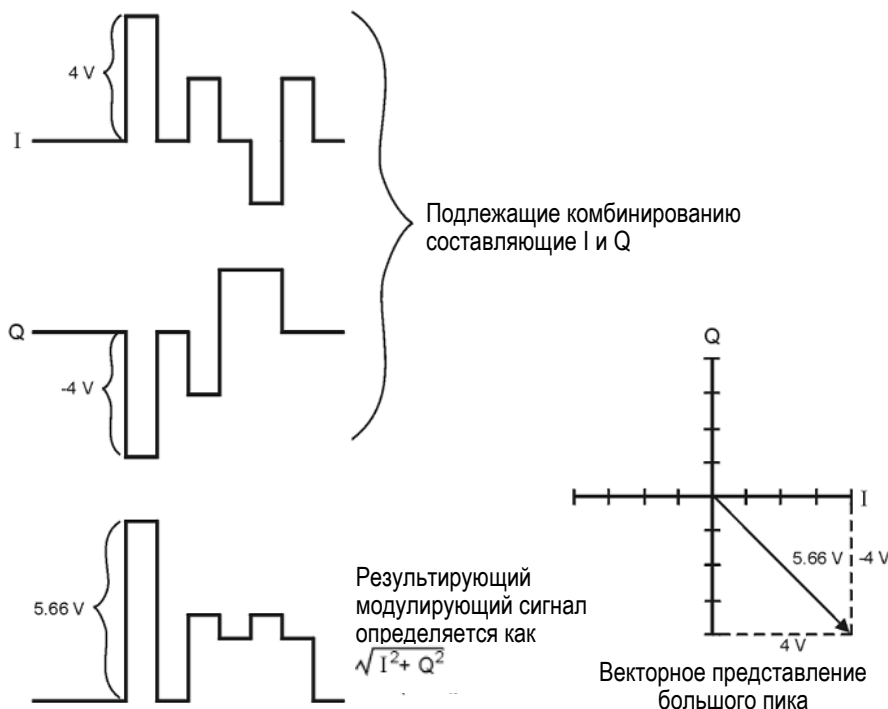 4 V
I
Подлежащие комбинированию
составляющие I и Q
Q
-4 V
Q
I
5.66 V
-4 V
4 V
Векторное представление
большого пика
5.66 V
Результирующий
модулирующий сигнал
определяется как
√I²+ Q²